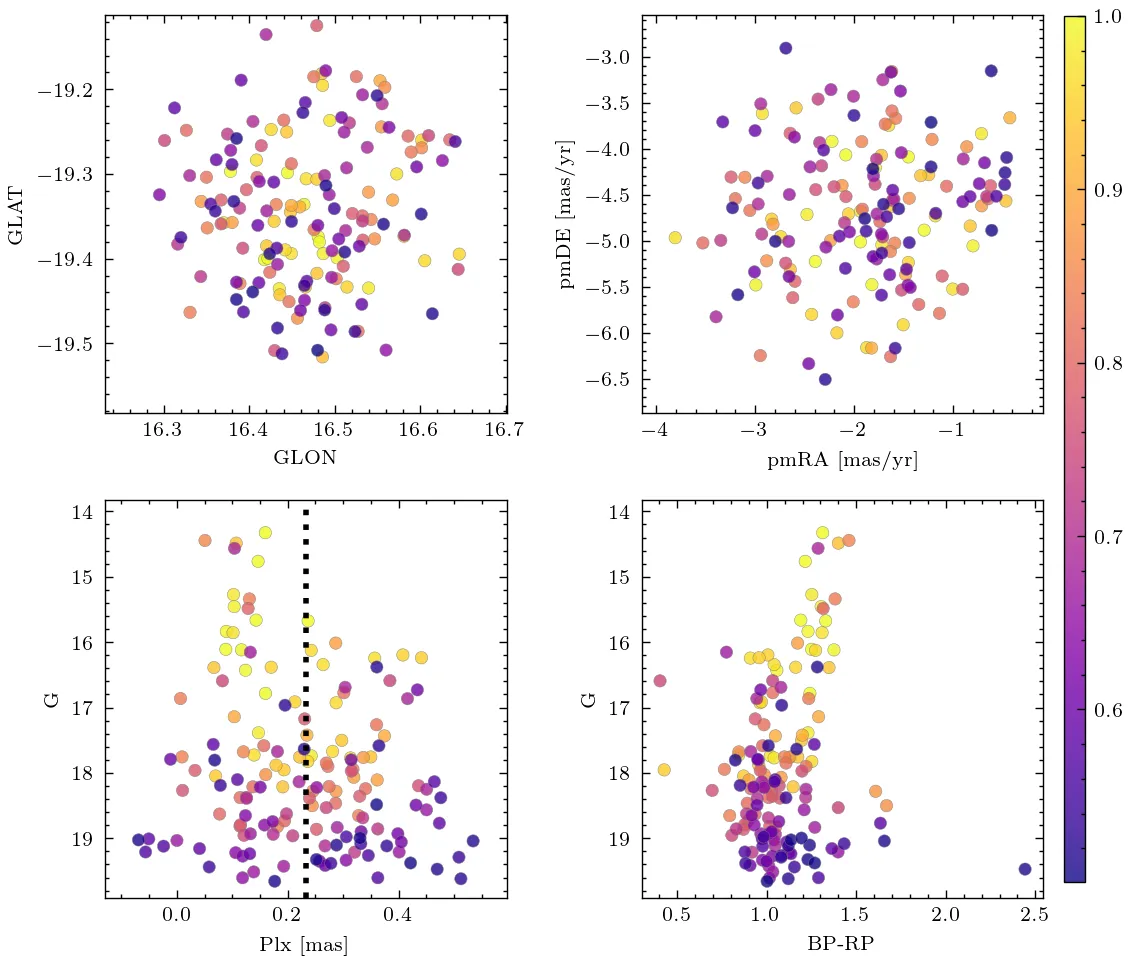 −19.2
−19.3
−19.4
−19.5
GLAT
16.3 16.4 16.5 16.6 16.7
GLON
−3.0
−3.5
−4.0
−4.5
−5.0
−5.5
−6.0
−6.5
pmDE [mas/yr]
−4 −3 −2 −1
pmRA [mas/yr]
14
15
16
17
18
19
G
0.0 0.2 0.4
Plx [mas]
14
15
16
17
18
19
G
0.5 1.0 1.5 2.0 2.5
BP-RP
1.0
0.9
0.8
0.7
0.6